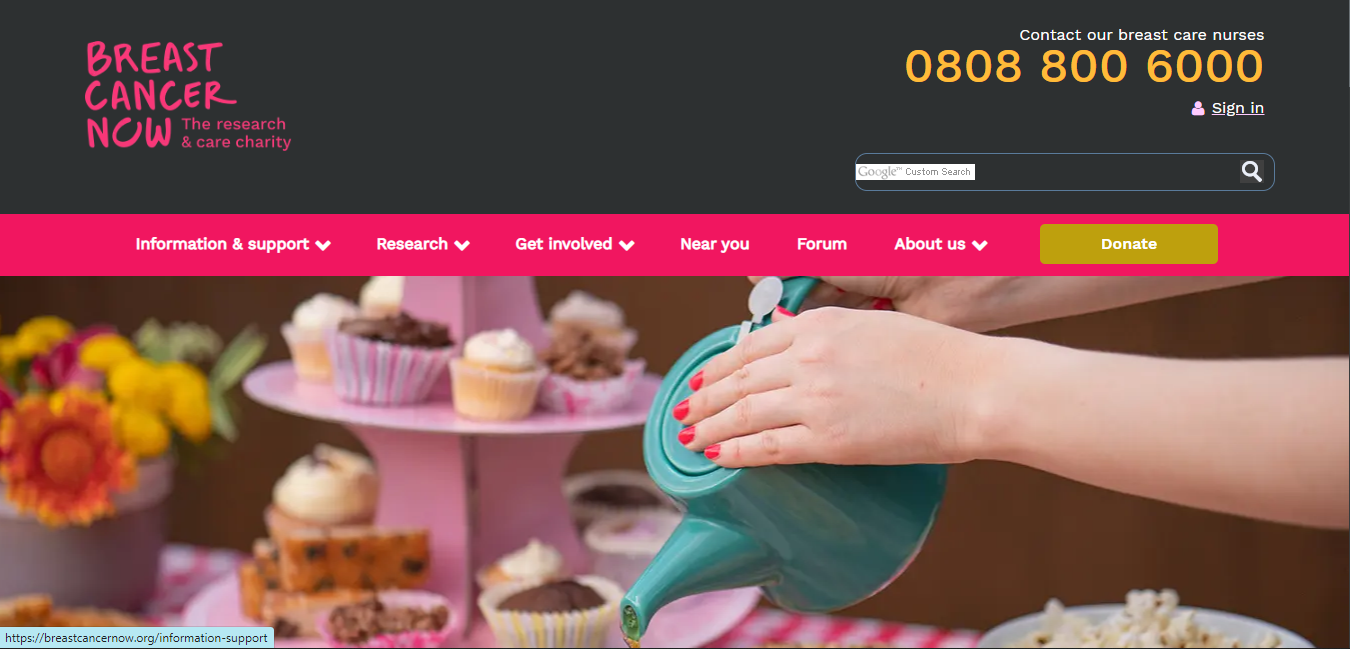 BREAST
CANCER
NOW The research
& care charity
Contact our breast care nurses
0808 800 6000
Sign in
Google™ Custom Search
Information & support
Research
Get involved
Near you
Forum
About us
Donate
https://breastcancernow.org/information-support